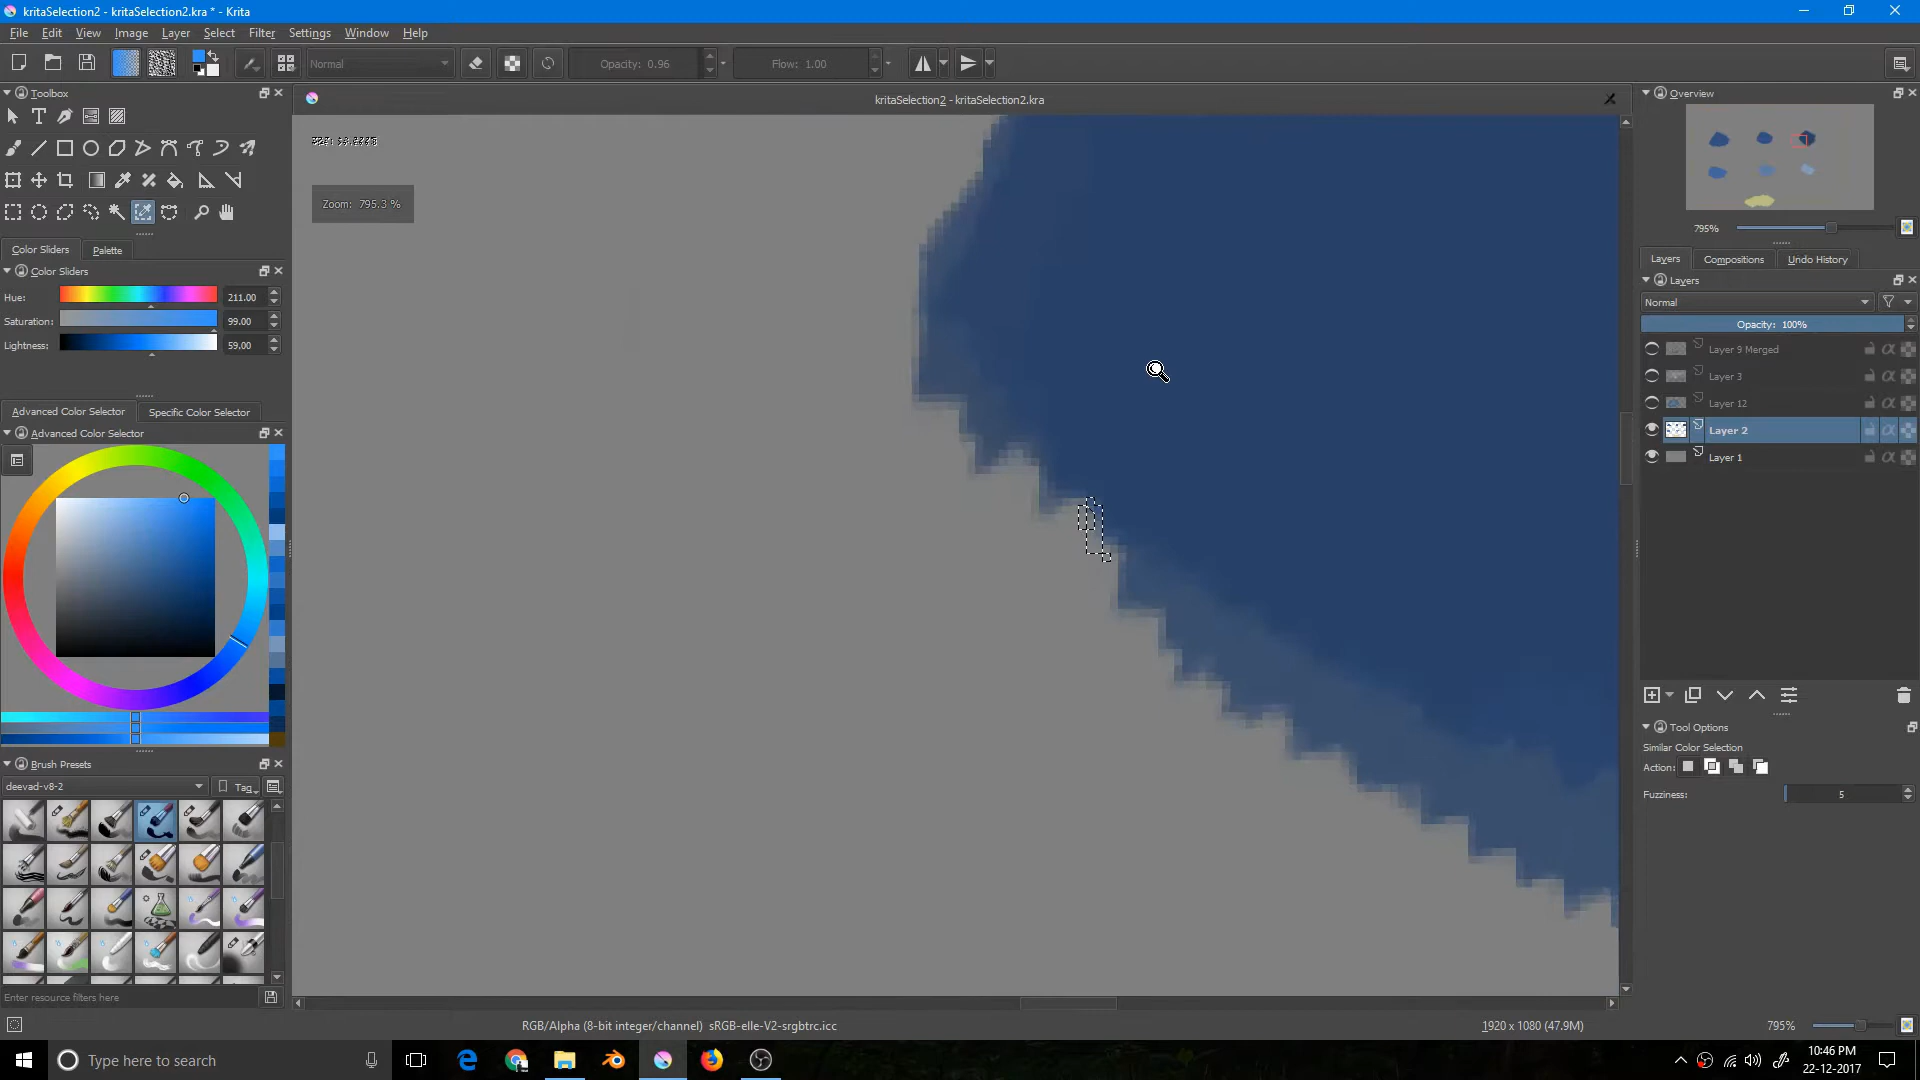 kritaSelection2 - kritaSelection2.kra * - Krita
File Edit View Image Layer Select Filter Settings Window Help
Normal
Opacity: 0.96
Flow: 1.00
Toolbox
kritaSelection2 - kritaSelection2.kra
Overview
Zoom: 795.3 %
795%
Color Sliders Palette
Layers Compositions Undo History
Color Sliders
Layers
Hue: 211.00
Normal
Saturation: 99.00
Opacity: 100%
Lightness: 59.00
Layer 9 Merged
Layer 3
Layer 12
Advanced Color Selector Specific Color Selector
Layer 2
Advanced Color Selector
Layer 1
Tool Options
Similar Color Selection
Brush Presets
Action:
deevad-v8-2
Tag
Fuzziness: 5
Enter resource filters here
RGB/Alpha (8-bit integer/channel) sRGB-elle-V2-srgbtrc.icc
1920 x 1080 (47.9M)
795%
Type here to search
10:46 PM
22-12-2017